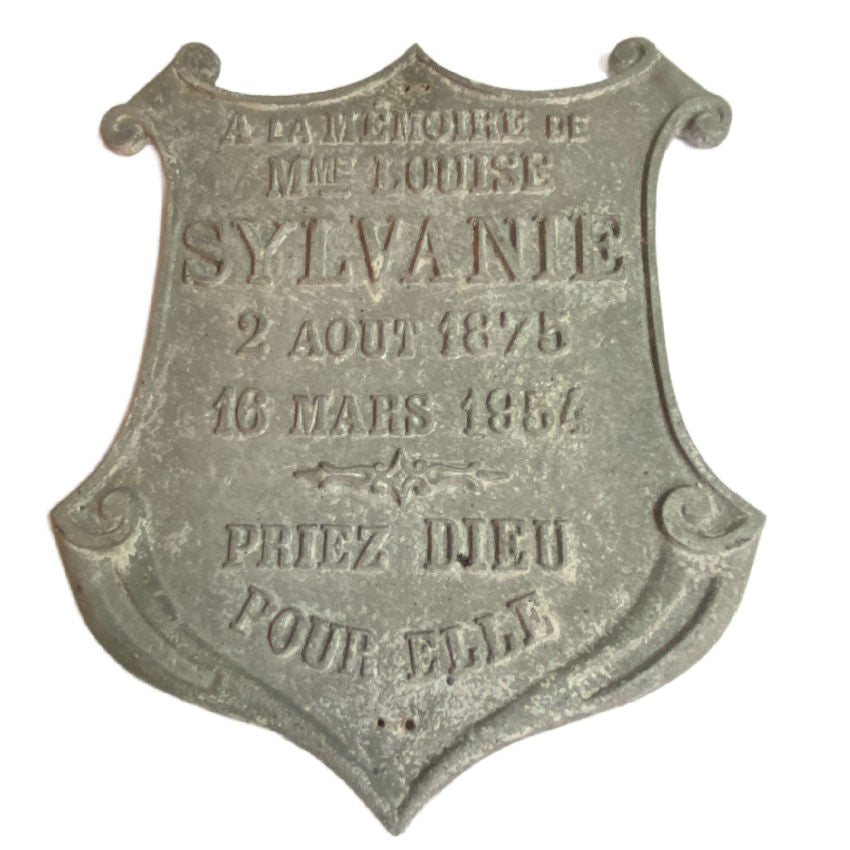 A LA MÉMOIRE DE
MME LOUISE
SYLVANIE
2 AOUT 1875
16 MARS 1954
PRIEZ DIEU
POUR ELLE